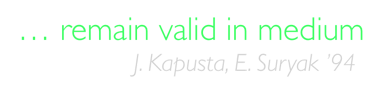 … remain valid in medium
J. Kapusta, E. Suryak '94